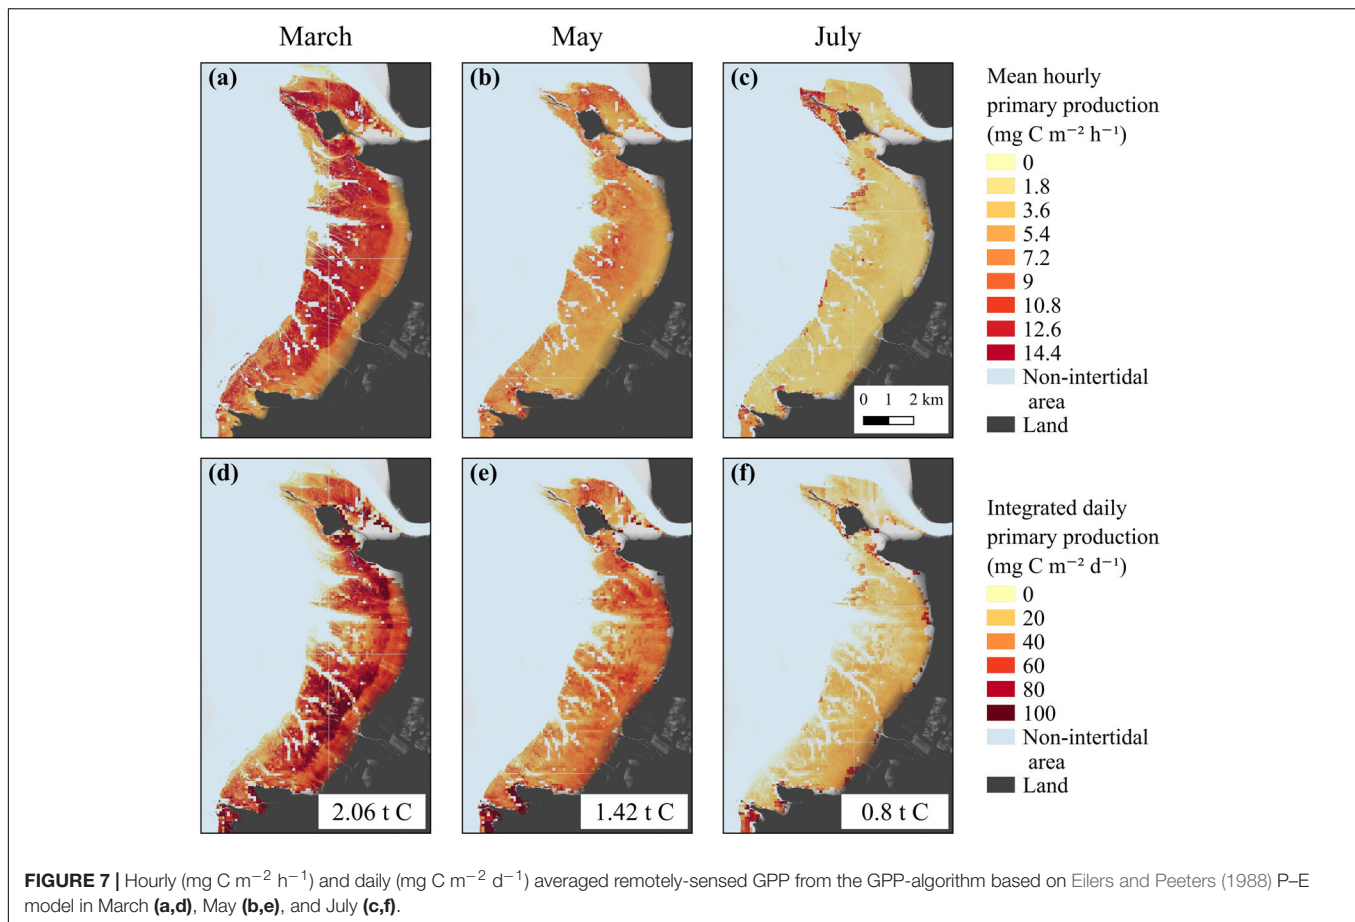 March
May
July
(a)
(b)
(c)
0 1 2 km
Mean hourly
primary production
(mg C m⁻² h⁻¹)
0
1.8
3.6
5.4
7.2
9
10.8
12.6
14.4
Non-intertidal
area
Land
(d)
(e)
(f)
2.06 t C
1.42 t C
0.8 t C
Integrated daily
primary production
(mg C m⁻² d⁻¹)
0
20
40
60
80
100
Non-intertidal
area
Land
FIGURE 7 | Hourly (mg C m⁻² h⁻¹) and daily (mg C m⁻² d⁻¹) averaged remotely-sensed GPP from the GPP-algorithm based on Eilers and Peeters (1988) P–E
model in March (a,d), May (b,e), and July (c,f).